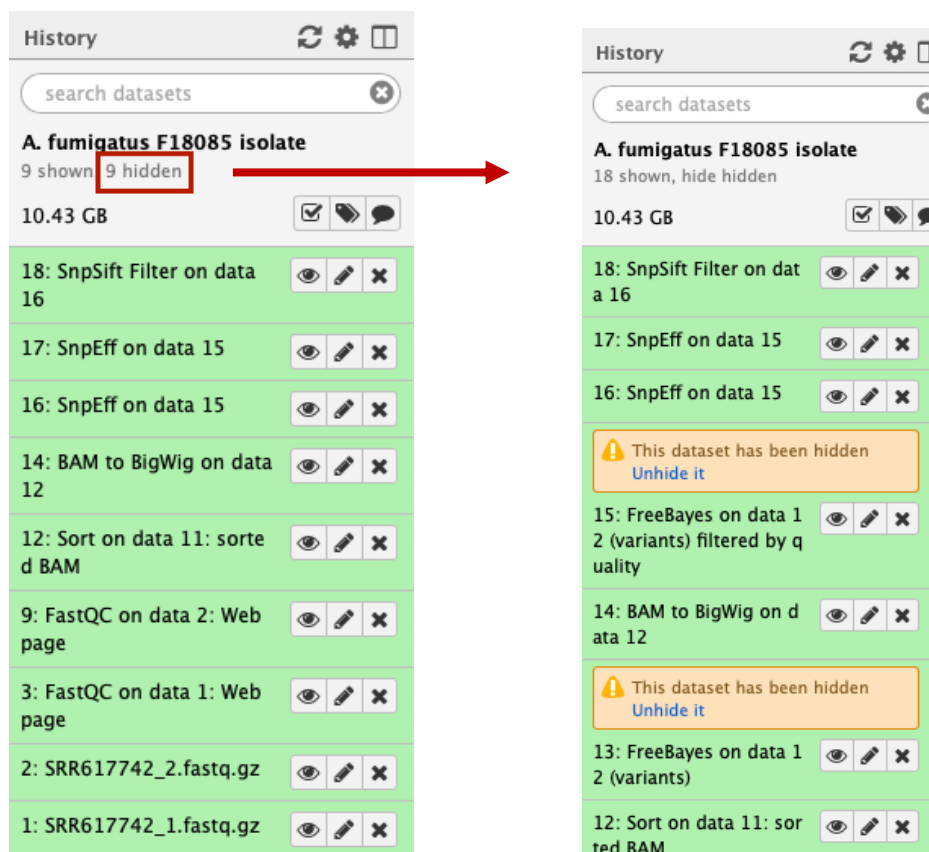 History
search datasets
A. fumigatus F18085 isolate
9 shown, 9 hidden
10.43 GB
18: SnpSift Filter on data
16
17: SnpEff on data 15
16: SnpEff on data 15
14: BAM to BigWig on data
12
12: Sort on data 11: sorte
d BAM
9: FastQC on data 2: Web
page
3: FastQC on data 1: Web
page
2: SRR617742_2.fastq.gz
1: SRR617742_1.fastq.gz
History
search datasets
A. fumigatus F18085 isolate
18 shown, hide hidden
10.43 GB
18: SnpSift Filter on dat
a 16
17: SnpEff on data 15
16: SnpEff on data 15
This dataset has been hidden
Unhide it
15: FreeBayes on data 1
2 (variants) filtered by q
uality
14: BAM to BigWig on d
ata 12
This dataset has been hidden
Unhide it
13: FreeBayes on data 1
2 (variants)
12: Sort on data 11: sor
ted BAM